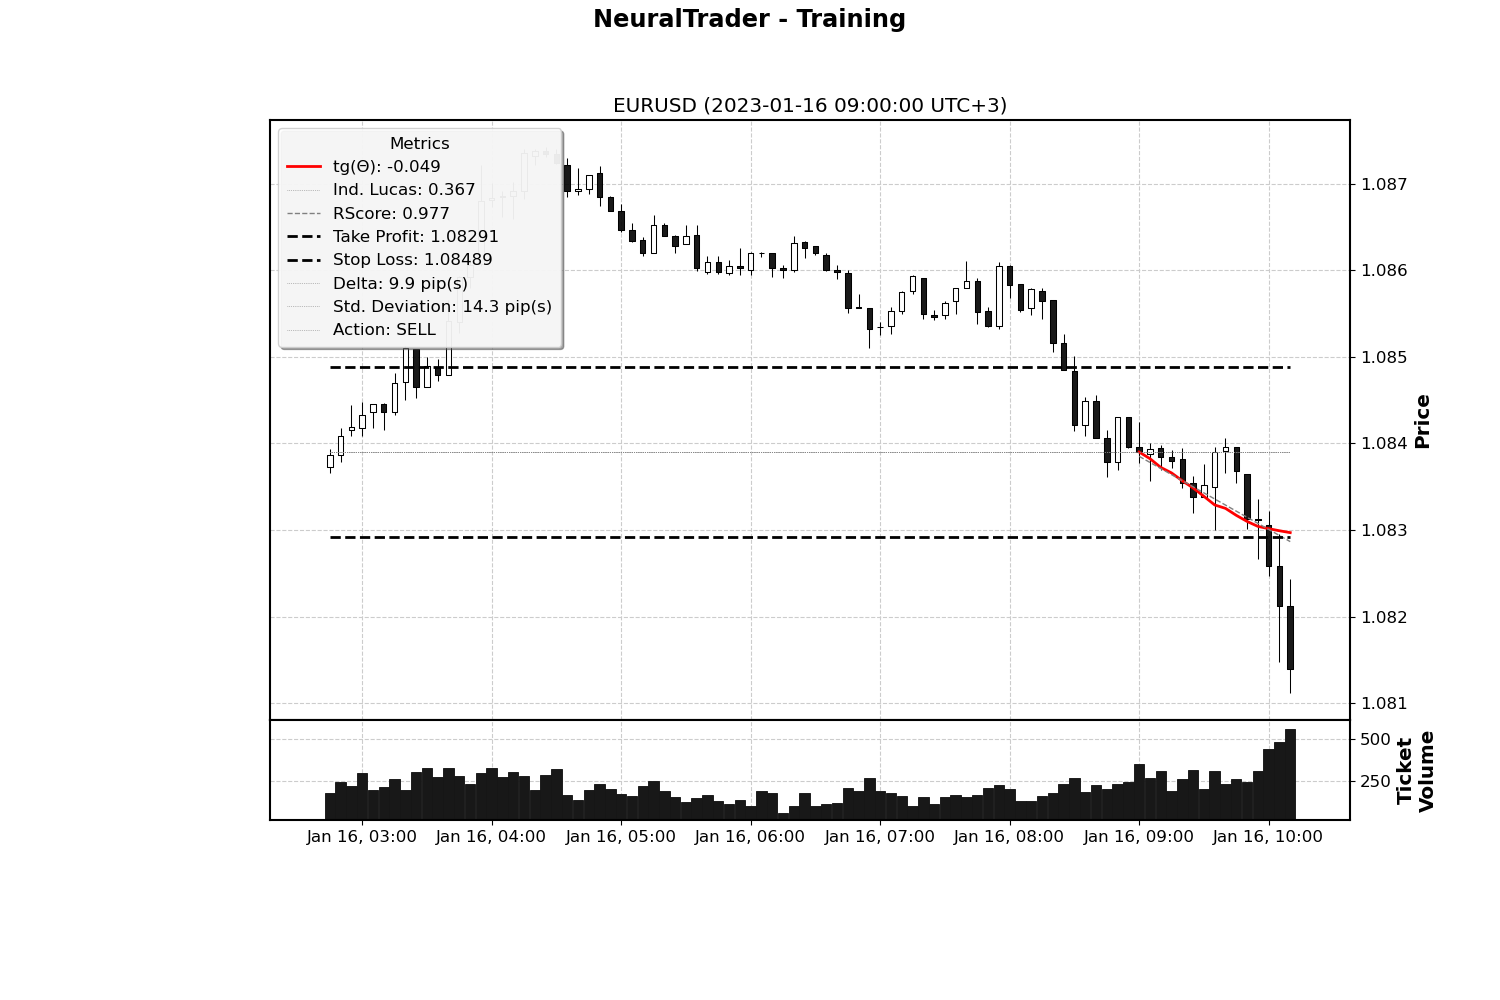 NeuralTrader - Training
EURUSD (2023-01-16 09:00:00 UTC+3)
Metrics
tg(Θ): -0.049
Ind. Lucas: 0.367
RScore: 0.977
Take Profit: 1.08291
Stop Loss: 1.08489
Delta: 9.9 pip(s)
Std. Deviation: 14.3 pip(s)
Action: SELL
1.087
1.086
1.085
1.084
1.083
1.082
1.081
Price
500
250
Ticket
Volume
Jan 16, 03:00
Jan 16, 04:00
Jan 16, 05:00
Jan 16, 06:00
Jan 16, 07:00
Jan 16, 08:00
Jan 16, 09:00
Jan 16, 10:00